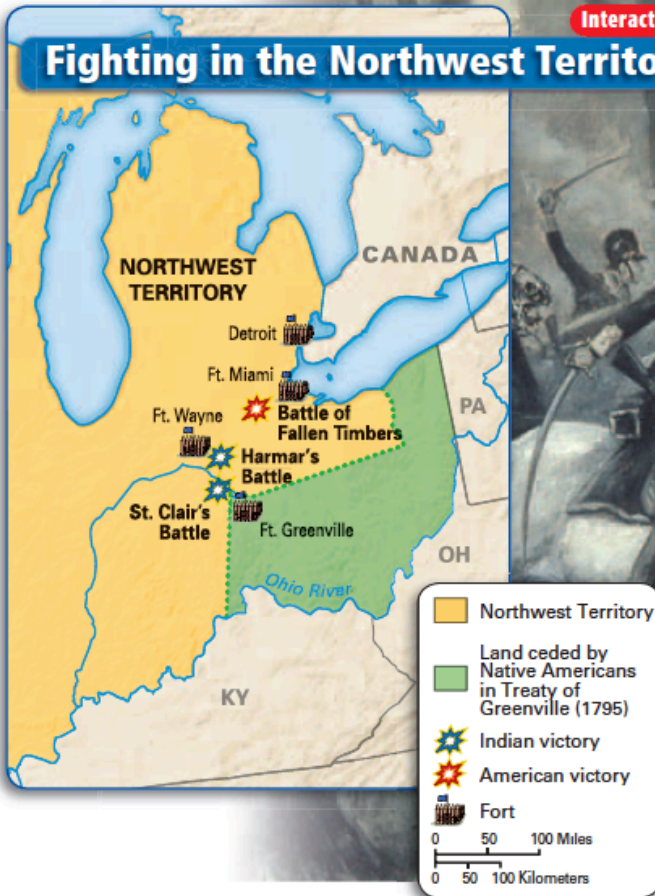 Interact
Fighting in the Northwest Territo
CANADA
NORTHWEST
TERRITORY
Detroit
Ft. Miami
PA
Ft. Wayne
Battle of
Fallen Timbers
Harmar's
Battle
St. Clair's
Battle
Ft. Greenville
OH
Ohio River
KY
Northwest Territory
Land ceded by
Native Americans
in Treaty of
Greenville (1795)
Indian victory
American victory
Fort
0 50 100 Miles
0 50 100 Kilometers